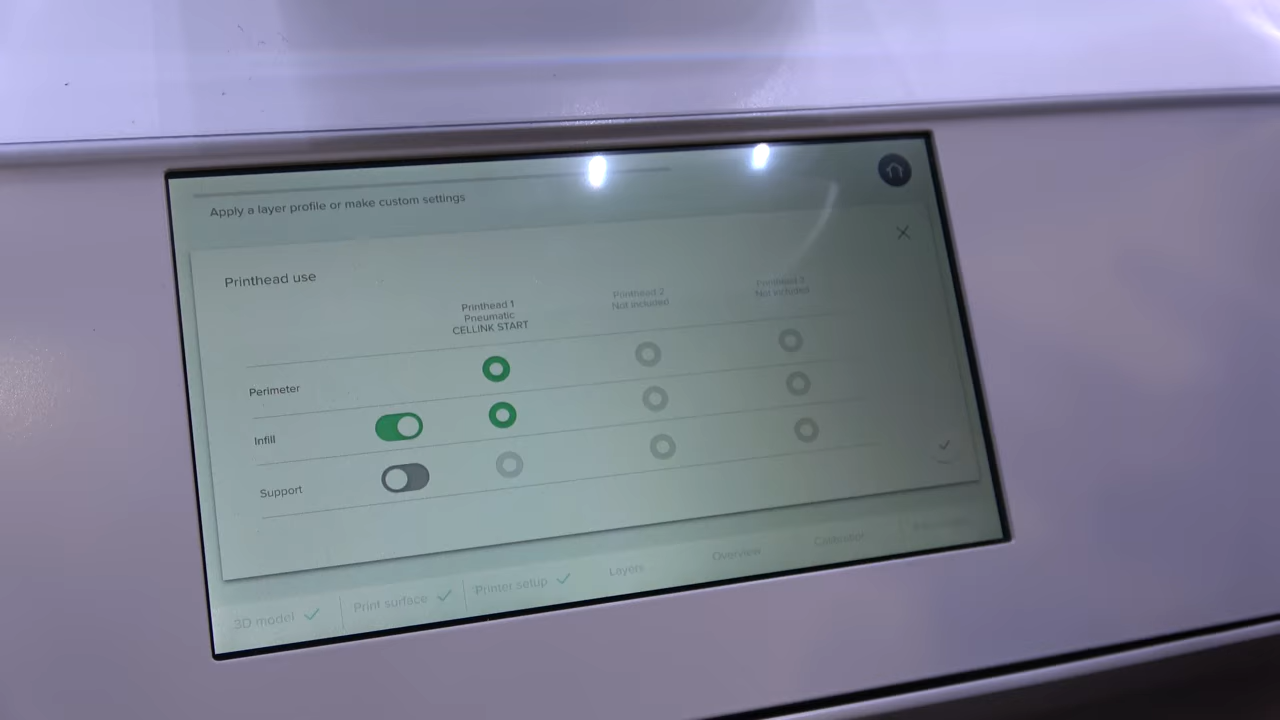 Apply a layer profile or make custom settings
Printhead use
Printhead 1
Pneumatic
CELLINK START
Printhead 2
Not included
Printhead 3
Not included
Perimeter
Infill
Support
3D model
Print surface
Printer setup
Layers
Overview
Calibration